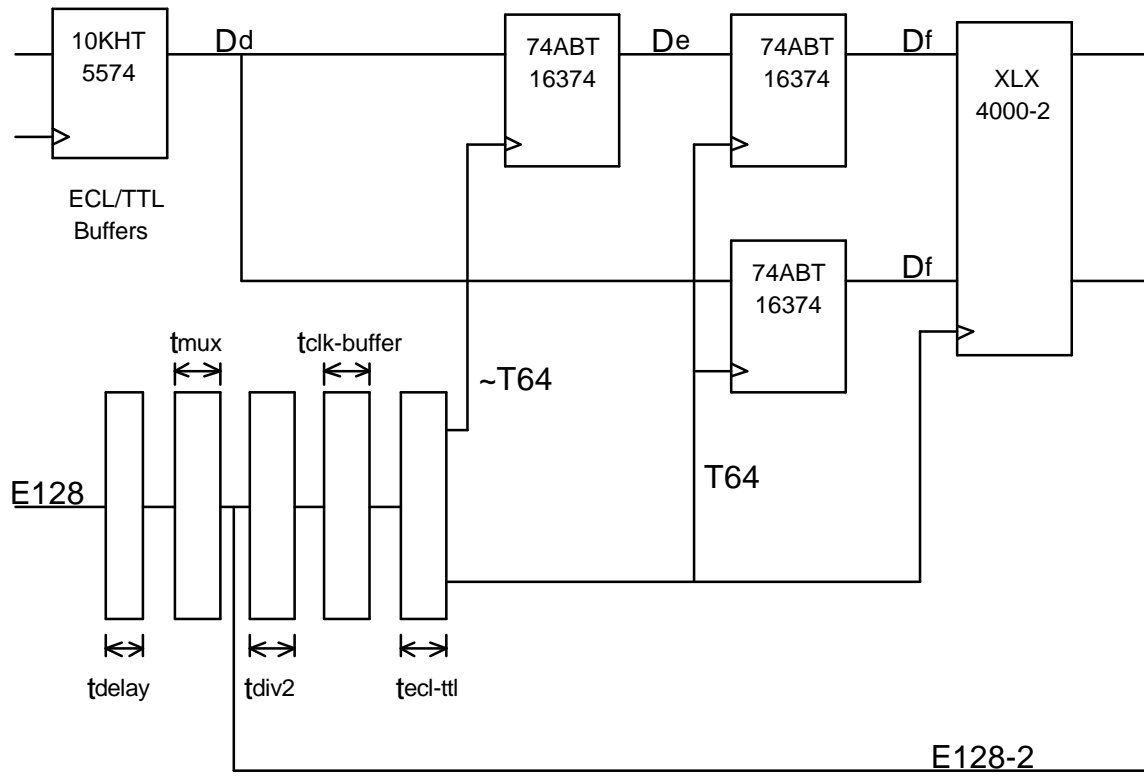 10KHT
5574
Dd
74ABT
16374
De
74ABT
16374
Df
XLX
4000-2
ECL/TTL
Buffers
74ABT
16374
Df
tmux
tclk-buffer
~T64
T64
E128
tdelay
tdiv2
tecl-ttl
E128-2